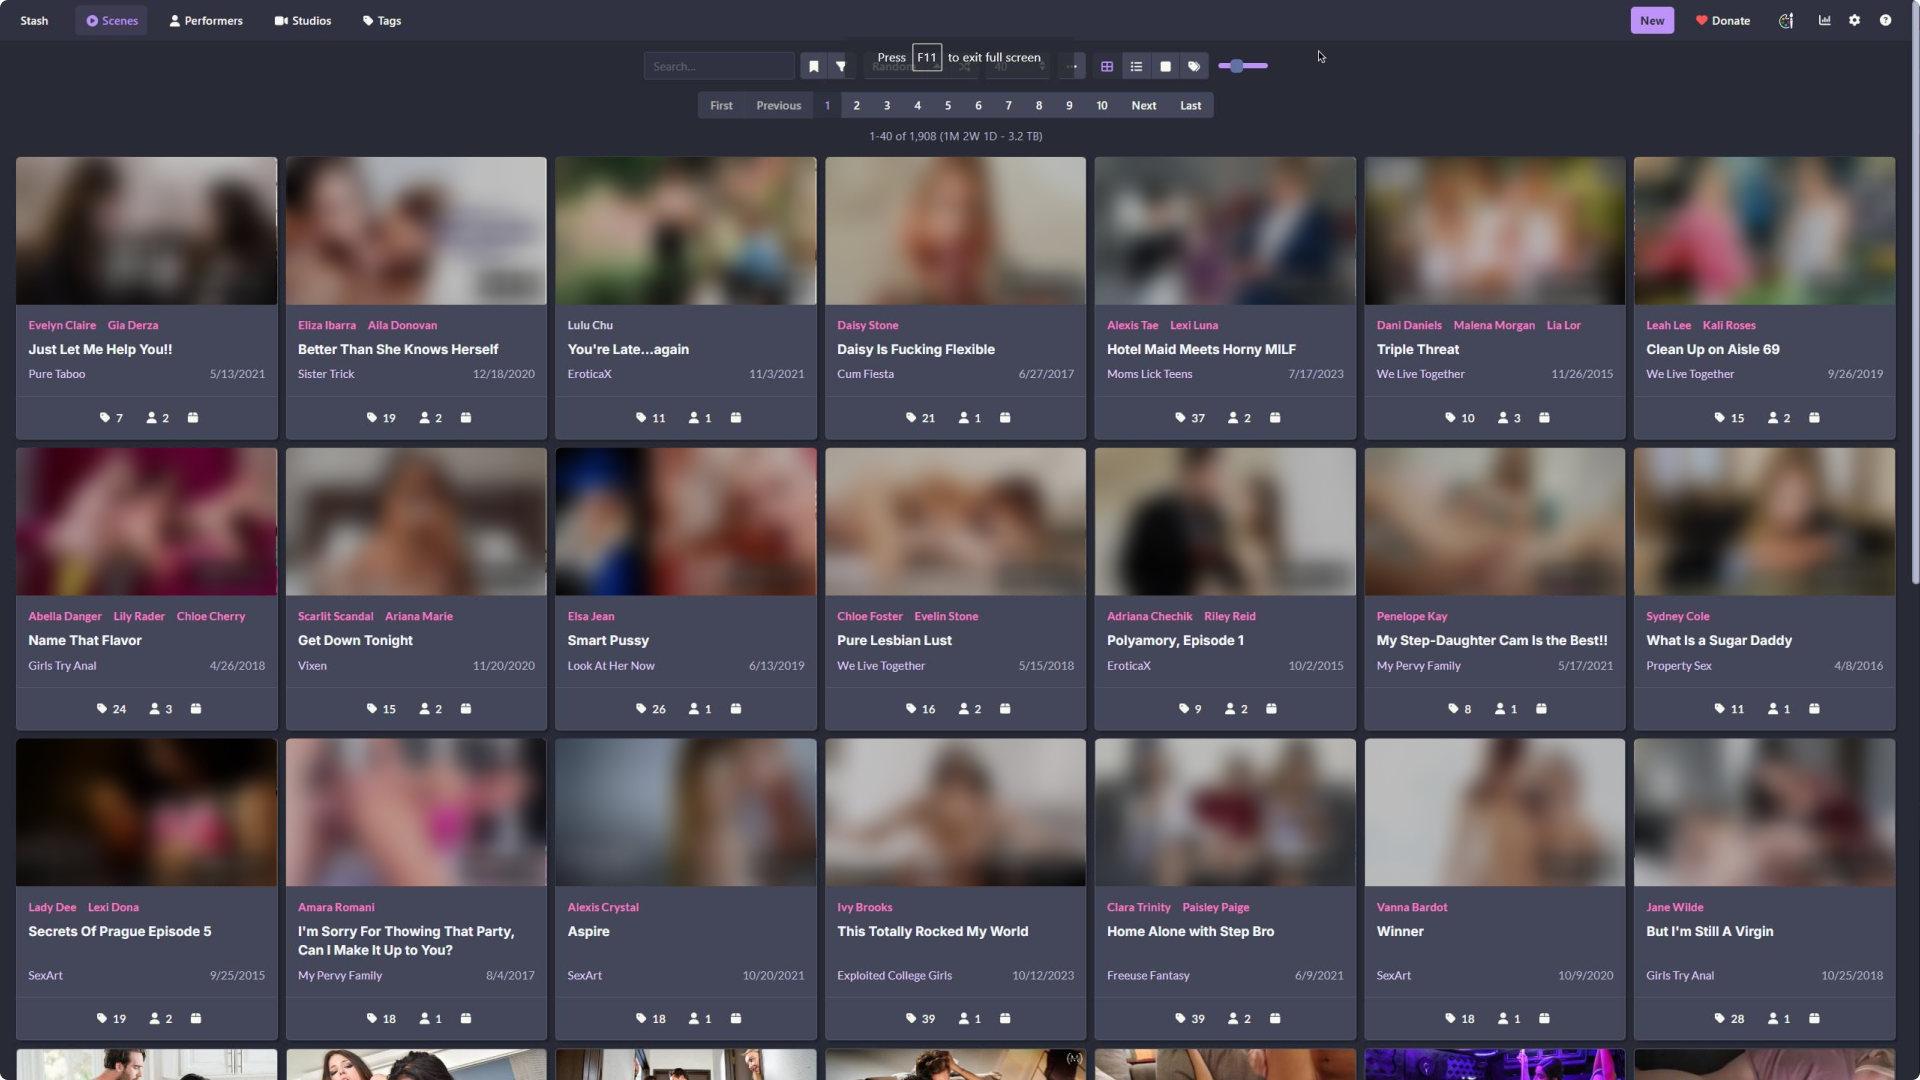 Stash Scenes Performers Studios Tags New Donate
Search... Press F11 to exit full screen
First Previous 1 2 3 4 5 6 7 8 9 10 Next Last
1-40 of 1,908 (1M 2W 1D - 3.2 TB)
Evelyn Claire Gia Derza
Just Let Me Help You!!
Pure Taboo 5/13/2021
7 2
Eliza Ibarra Aila Donovan
Better Than She Knows Herself
Sister Trick 12/18/2020
19 2
Lulu Chu
You're Late...again
EroticaX 11/3/2021
11 1
Daisy Stone
Daisy Is Fucking Flexible
Cum Fiesta 6/27/2017
21 1
Alexis Tae Lexi Luna
Hotel Maid Meets Horny MILF
Moms Lick Teens 7/17/2023
37 2
Dani Daniels Malena Morgan Lia Lor
Triple Threat
We Live Together 11/26/2015
10 3
Leah Lee Kali Roses
Clean Up on Aisle 69
We Live Together 9/26/2019
15 2
Abella Danger Lily Rader Chloe Cherry
Name That Flavor
Girls Try Anal 4/26/2018
24 3
Scarlit Scandal Ariana Marie
Get Down Tonight
Vixen 11/20/2020
15 2
Elsa Jean
Smart Pussy
Look At Her Now 6/13/2019
26 1
Chloe Foster Evelin Stone
Pure Lesbian Lust
We Live Together 5/15/2018
16 2
Adriana Chechik Riley Reid
Polyamory, Episode 1
EroticaX 10/2/2015
9 2
Penelope Kay
My Step-Daughter Cam Is the Best!!
My Pervy Family 5/17/2021
8 1
Sydney Cole
What Is a Sugar Daddy
Property Sex 4/8/2016
11 1
Lady Dee Lexi Dona
Secrets Of Prague Episode 5
SexArt 9/25/2015
19 2
Amara Romani
I'm Sorry For Thowing That Party,
Can I Make It Up to You?
My Pervy Family 8/4/2017
18 1
Alexis Crystal
Aspire
SexArt 10/20/2021
18 1
Ivy Brooks
This Totally Rocked My World
Exploited College Girls 10/12/2023
39 1
Clara Trinity Paisley Paige
Home Alone with Step Bro
Freeuse Fantasy 6/9/2021
39 2
Vanna Bardot
Winner
SexArt 10/9/2020
18 1
Jane Wilde
But I'm Still A Virgin
Girls Try Anal 10/25/2018
28 1